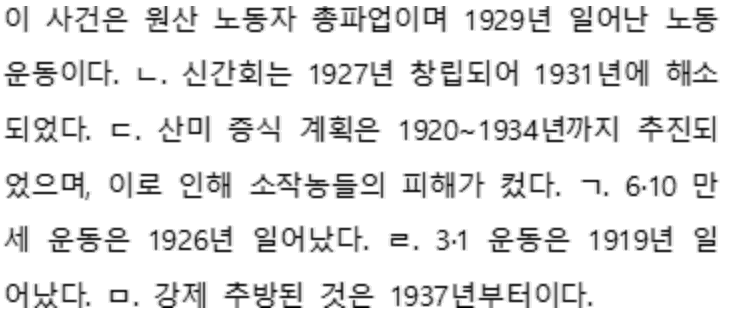 이 사건은 원산 노동자 총파업이며 1929년 일어난 노동
운동이다. ㄴ. 신간회는 1927년 창립되어 1931년에 해소
되었다. ㄷ. 산미 증식 계획은 1920~1934년까지 추진되
었으며, 이로 인해 소작농들의 피해가 컸다. ㄱ. 6·10 만
세 운동은 1926년 일어났다. ㄹ. 3·1 운동은 1919년 일
어났다. ㅁ. 강제 추방된 것은 1937년부터이다.